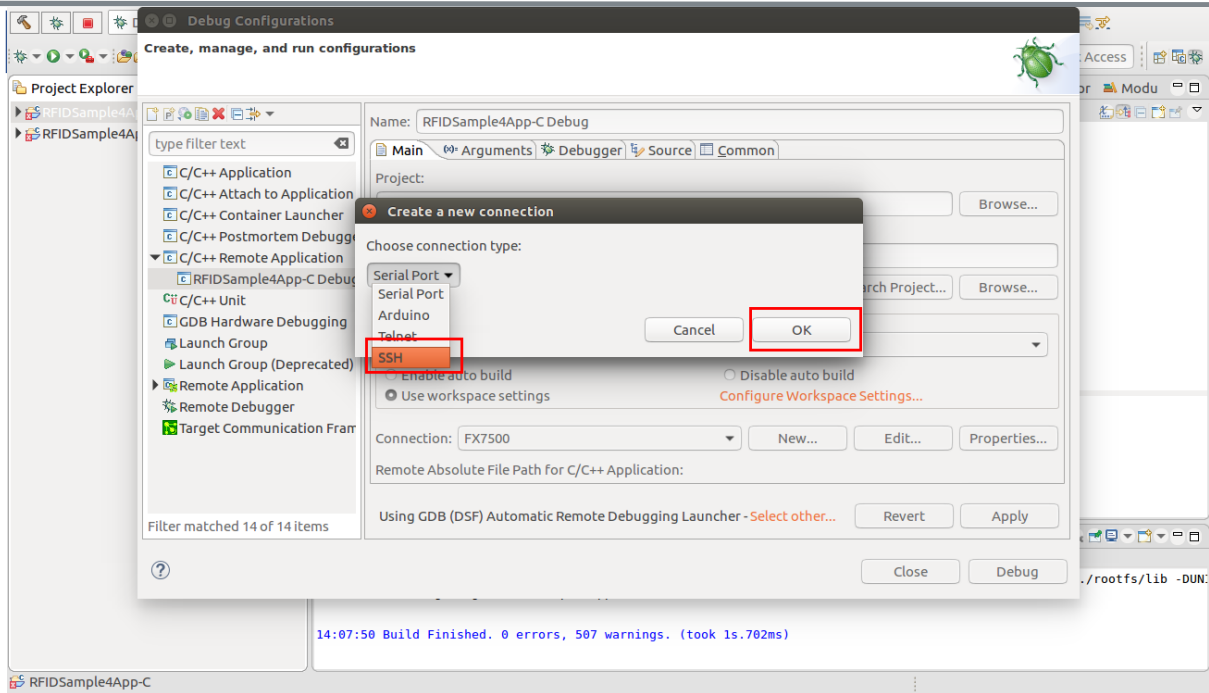 Debug Configurations
Create, manage, and run configurations
Access
Project Explorer
Modu
RFIDSample4A
RFIDSample4Ap
type filter text
C/C++ Application
C/C++ Attach to Application
C/C++ Container Launcher
C/C++ Postmortem Debugge
C/C++ Remote Application
RFIDSample4App-C Debug
C/C++ Unit
GDB Hardware Debugging
Launch Group
Launch Group (Deprecated)
Remote Application
Remote Debugger
Target Communication Fram
Filter matched 14 of 14 items
Name: RFIDSample4App-C Debug
Main Arguments Debugger Source Common
Project:
Browse...
Create a new connection
Choose connection type:
Serial Port
Serial Port
Arduino
Telnet
SSH
Cancel OK
arch Project... Browse...
Enable auto build Disable auto build
Use workspace settings Configure Workspace Settings...
Connection: FX7500 New... Edit... Properties...
Remote Absolute File Path for C/C++ Application:
Using GDB (DSF) Automatic Remote Debugging Launcher - Select other... Revert Apply
Close Debug
./rootfs/lib -DUN
14:07:50 Build Finished. 0 errors, 507 warnings. (took 1s.702ms)
RFIDSample4App-C